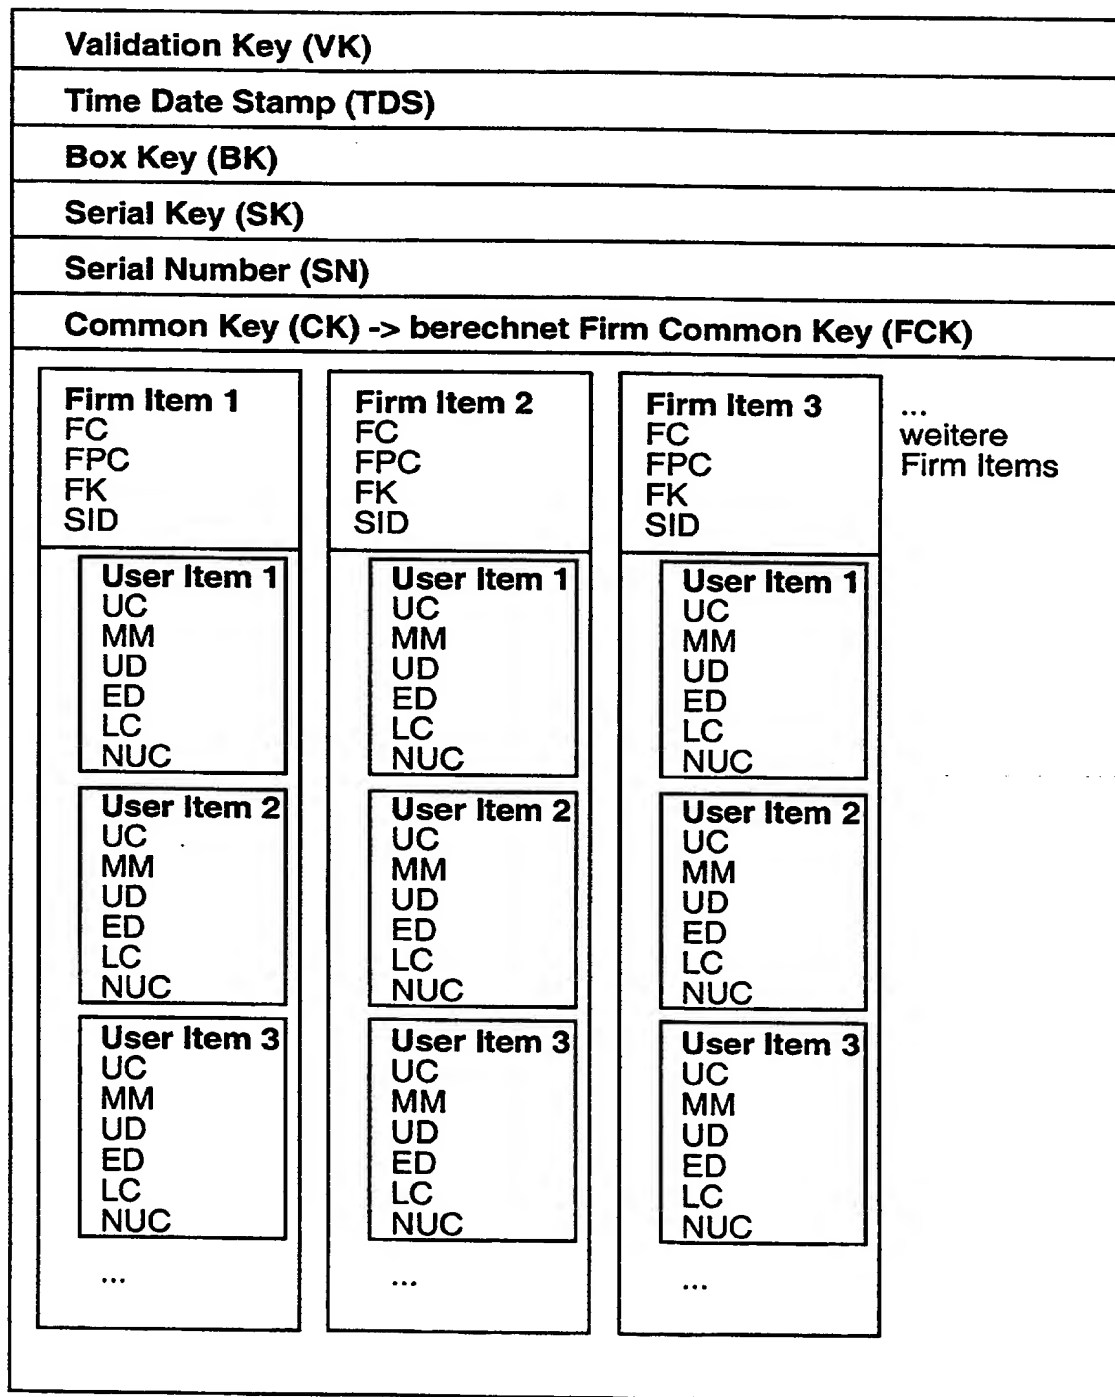 Validation Key (VK)
Time Date Stamp (TDS)
Box Key (BK)
Serial Key (SK)
Serial Number (SN)
Common Key (CK) -> berechnet Firm Common Key (FCK)
Firm Item 1
FC
FPC
FK
SID
User Item 1
UC
MM
UD
ED
LC
NUC
User Item 2
UC
MM
UD
ED
LC
NUC
User Item 3
UC
MM
UD
ED
LC
NUC
...
Firm Item 2
FC
FPC
FK
SID
User Item 1
UC
MM
UD
ED
LC
NUC
User Item 2
UC
MM
UD
ED
LC
NUC
User Item 3
UC
MM
UD
ED
LC
NUC
...
Firm Item 3
FC
FPC
FK
SID
User Item 1
UC
MM
UD
ED
LC
NUC
User Item 2
UC
MM
UD
ED
LC
NUC
User Item 3
UC
MM
UD
ED
LC
NUC
...
...
weitere
Firm Items